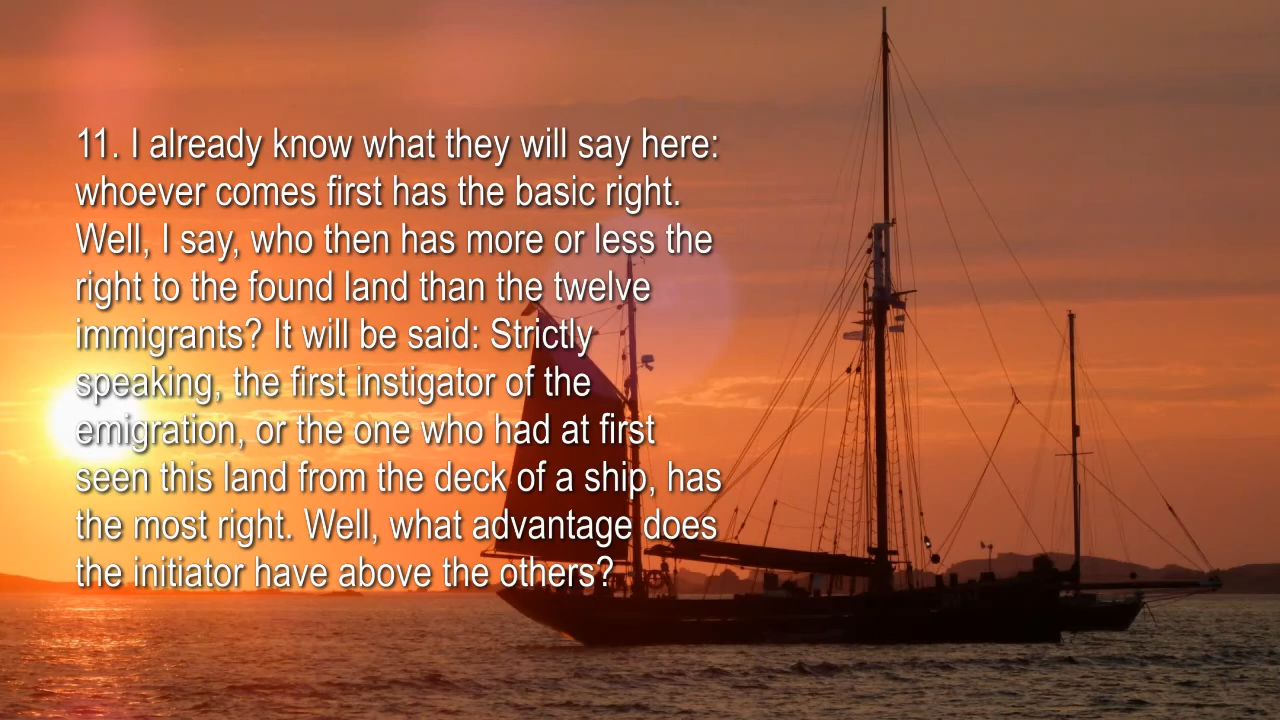 11. I already know what they will say here:
whoever comes first has the basic right.
Well, I say, who then has more or less the
right to the found land than the twelve
immigrants? It will be said: Strictly
speaking, the first instigator of the
emigration, or the one who had at first
seen this land from the deck of a ship, has
the most right. Well, what advantage does
the initiator have above the others?